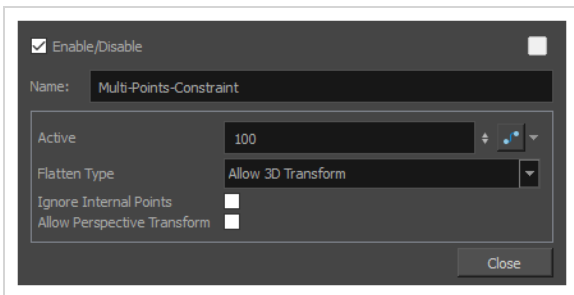 Enable/Disable
Name: Multi-Points-Constraint
Active 100
Flatten Type Allow 3D Transform
Ignore Internal Points
Allow Perspective Transform
Close